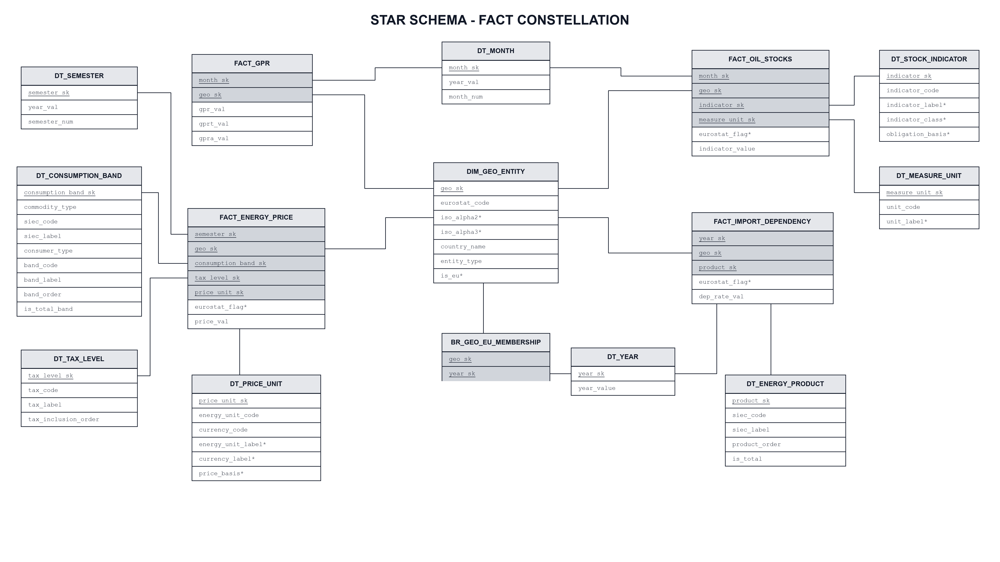 STAR SCHEMA - FACT CONSTELLATION
DT_SEMESTER
semester_sk
year_val
semester_num
FACT_GPR
month_sk
geo_sk
gpr_val
gprt_val
gpra_val
DT_MONTH
month_sk
year_val
month_num
FACT_OIL_STOCKS
month_sk
geo_sk
indicator_sk
measure_unit_sk
eurostat_flag*
indicator_value
DT_STOCK_INDICATOR
indicator_sk
indicator_code
indicator_label*
indicator_class*
obligation_basis*
DT_CONSUMPTION_BAND
consumption_band_sk
commodity_type
siec_code
siec_label
consumer_type
band_code
band_label
band_order
is_total_band
FACT_ENERGY_PRICE
semester_sk
geo_sk
consumption_band_sk
tax_level_sk
price_unit_sk
eurostat_flag*
price_val
DIM_GEO_ENTITY
geo_sk
eurostat_code
iso_alpha2*
iso_alpha3*
country_name
entity_type
is_eu*
FACT_IMPORT_DEPENDENCY
year_sk
geo_sk
product_sk
eurostat_flag*
dep_rate_val
DT_MEASURE_UNIT
measure_unit_sk
unit_code
unit_label*
DT_TAX_LEVEL
tax_level_sk
tax_code
tax_label
tax_inclusion_order
DT_PRICE_UNIT
price_unit_sk
energy_unit_code
currency_code
energy_unit_label*
currency_label*
price_basis*
BR_GEO_EU_MEMBERSHIP
geo_sk
year_sk
DT_YEAR
year_sk
year_value
DT_ENERGY_PRODUCT
product_sk
siec_code
siec_label
product_order
is_total